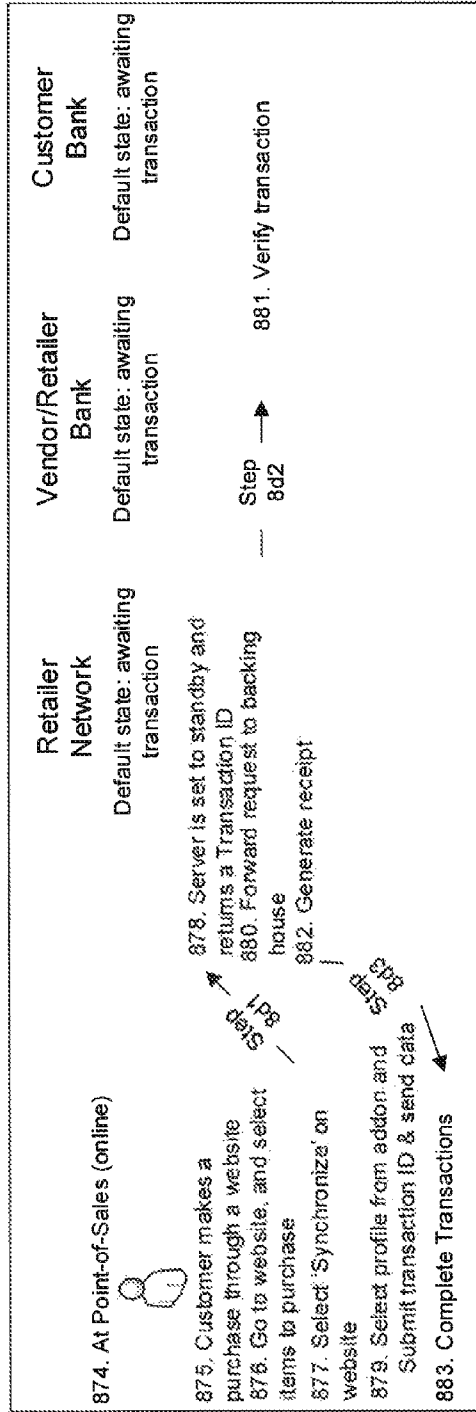 874. At Point-of-Sales (online)
875. Customer makes a
purchase through a website
876. Go to website, and select
items to purchase
877. Select 'Synchronize' on
website
879. Select profile from addon and
Submit transaction ID & send data
883. Complete Transactions
Step
8d1
Step
8d3
Retailer
Network
Default state: awaiting
transaction
878. Server is set to standby and
returns a Transaction ID
880. Forward request to backing
house
882. Generate receipt
Vendor/Retailer
Bank
Default state: awaiting
transaction
Step
8d2
Customer
Bank
Default state: awaiting
transaction
881. Verify transaction